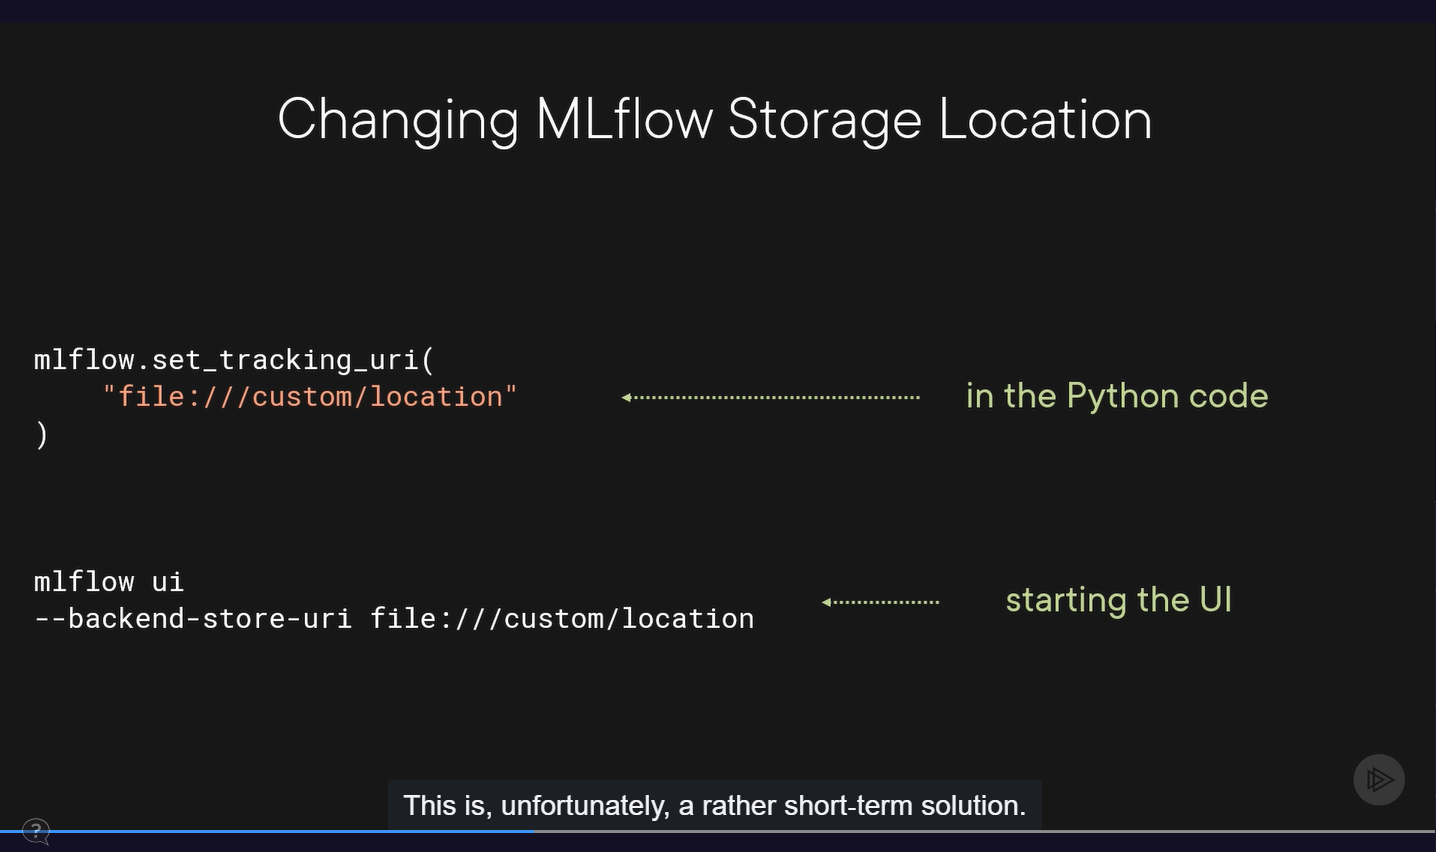 Changing MLflow Storage Location
mlflow.set_tracking_uri(
"file:///custom/location"
)
in the Python code
mlflow ui
--backend-store-uri file:///custom/location
starting the UI
This is, unfortunately, a rather short-term solution.
?